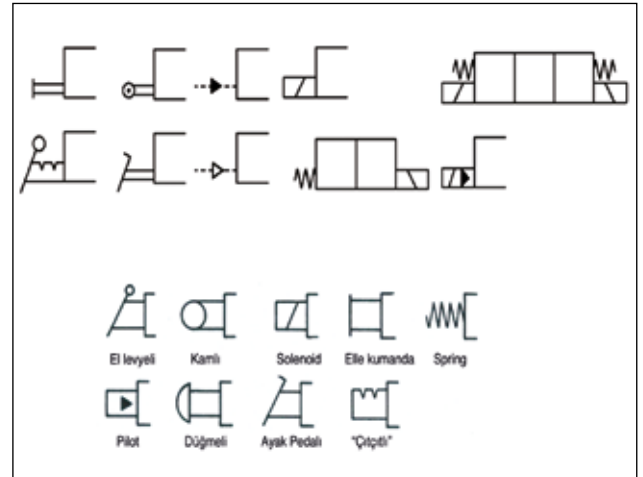 El levyeli
Kamlı
Solenoid
Elle kumanda
Spring
Pilot
Düğmeli
Ayak Pedalı
"Çıtçıtlı"